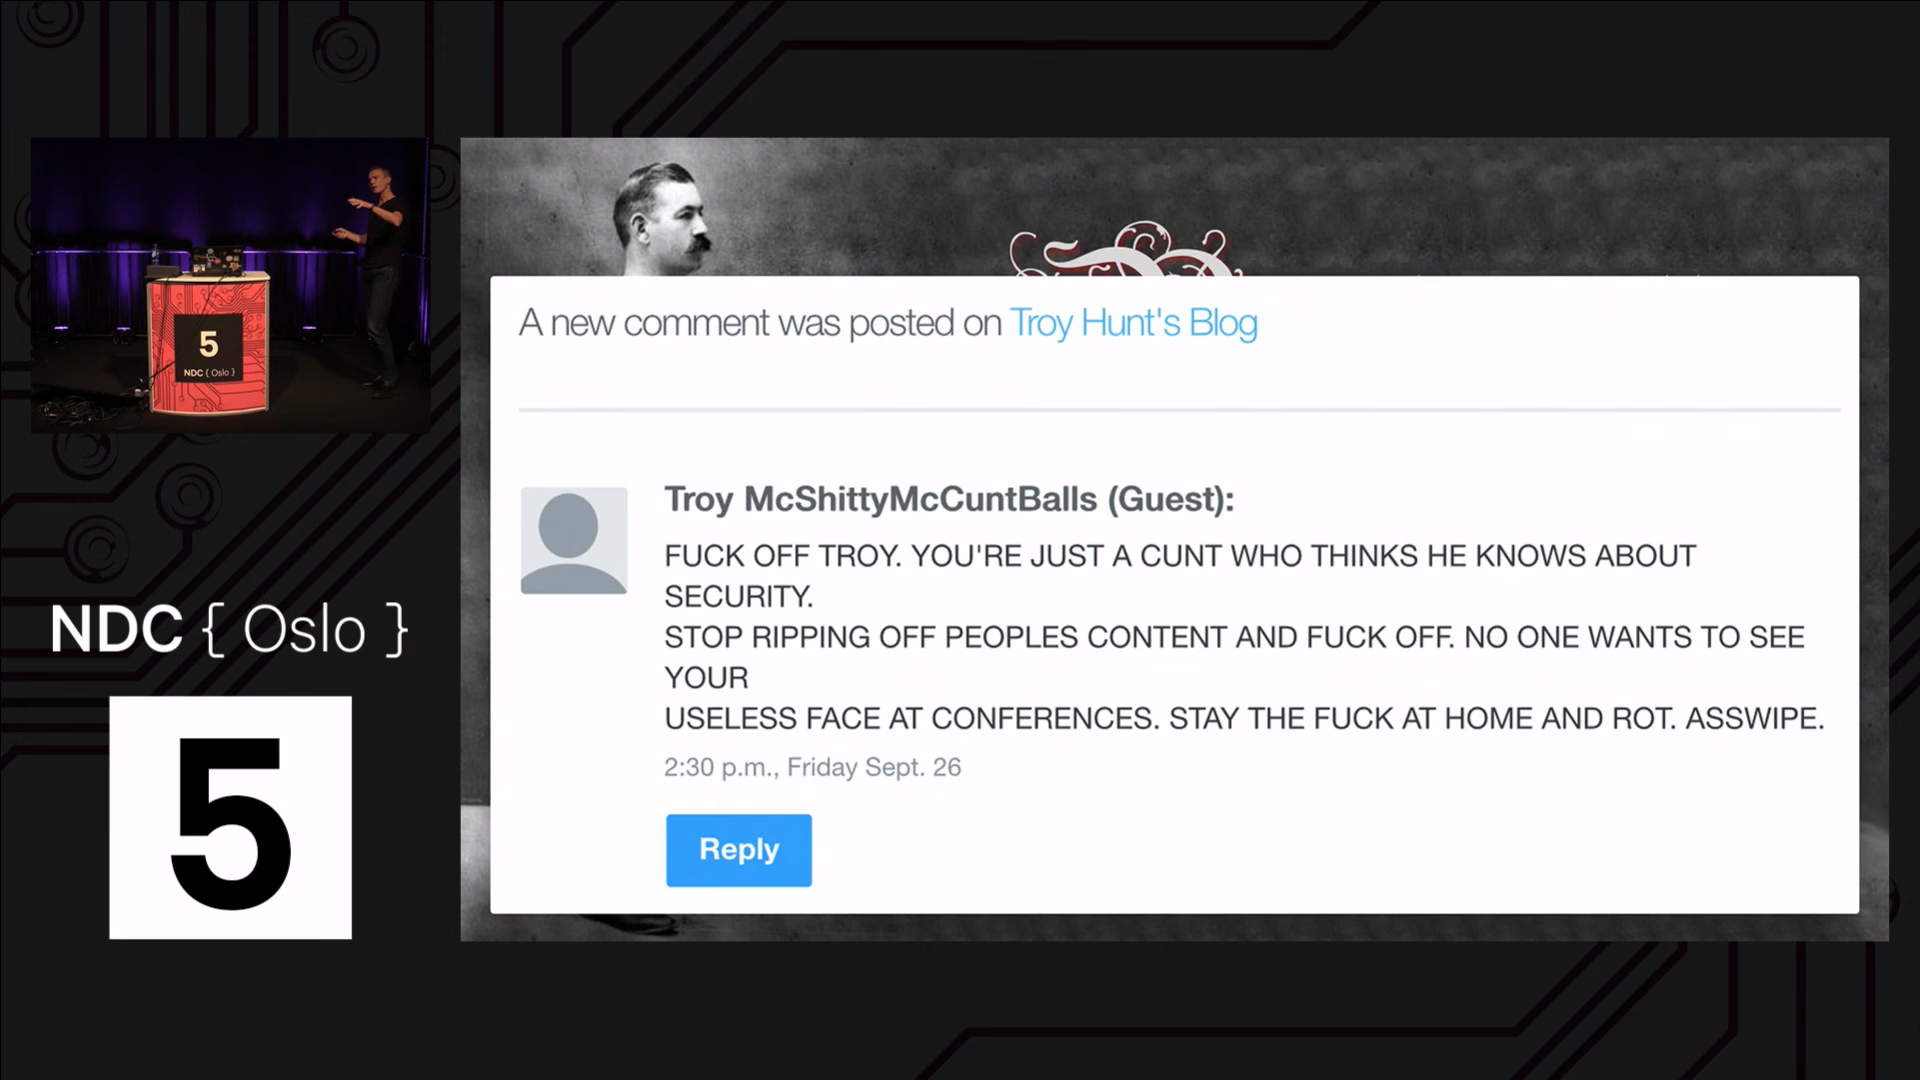 5
NDC { Oslo }
NDC { Oslo }
5
A new comment was posted on Troy Hunt's Blog
Troy McShittyMcCuntBalls (Guest):
FUCK OFF TROY. YOU'RE JUST A CUNT WHO THINKS HE KNOWS ABOUT
SECURITY.
STOP RIPPING OFF PEOPLES CONTENT AND FUCK OFF. NO ONE WANTS TO SEE
YOUR
USELESS FACE AT CONFERENCES. STAY THE FUCK AT HOME AND ROT. ASSWIPE.
2:30 p.m., Friday Sept. 26
Reply